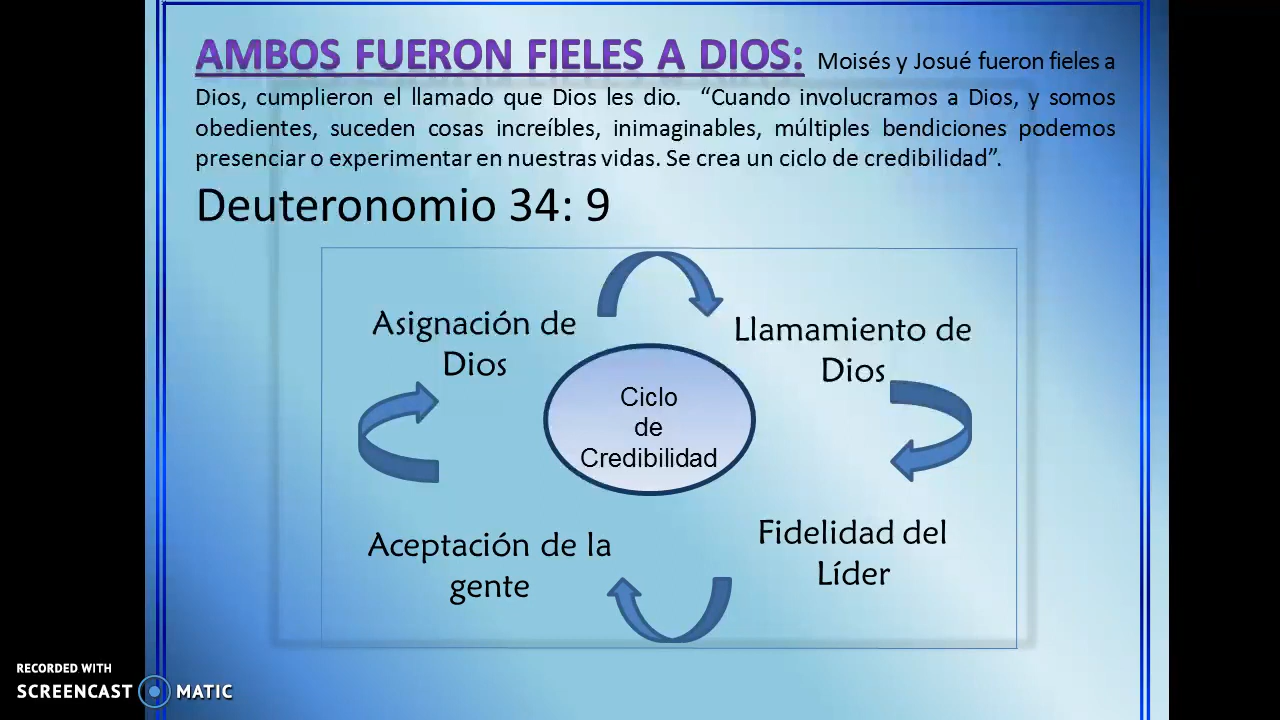 AMBOS FUERON FIELES A DIOS: Moisés y Josué fueron fieles a
Dios, cumplieron el llamado que Dios les dio. “Cuando involucramos a Dios, y somos
obedientes, suceden cosas increíbles, inimaginables, múltiples bendiciones podemos
presenciar o experimentar en nuestras vidas. Se crea un ciclo de credibilidad”.
Deuteronomio 34: 9
Asignación de
Dios
Llamamiento de
Dios
Ciclo
de
Credibilidad
Aceptación de la
gente
Fidelidad del
Líder
RECORDED WITH
SCREENCAST MATIC